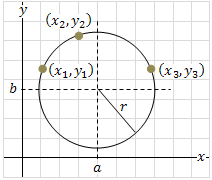 y
(x₂, y₂)
(x₁, y₁)
(x₃, y₃)
b
r
x
a